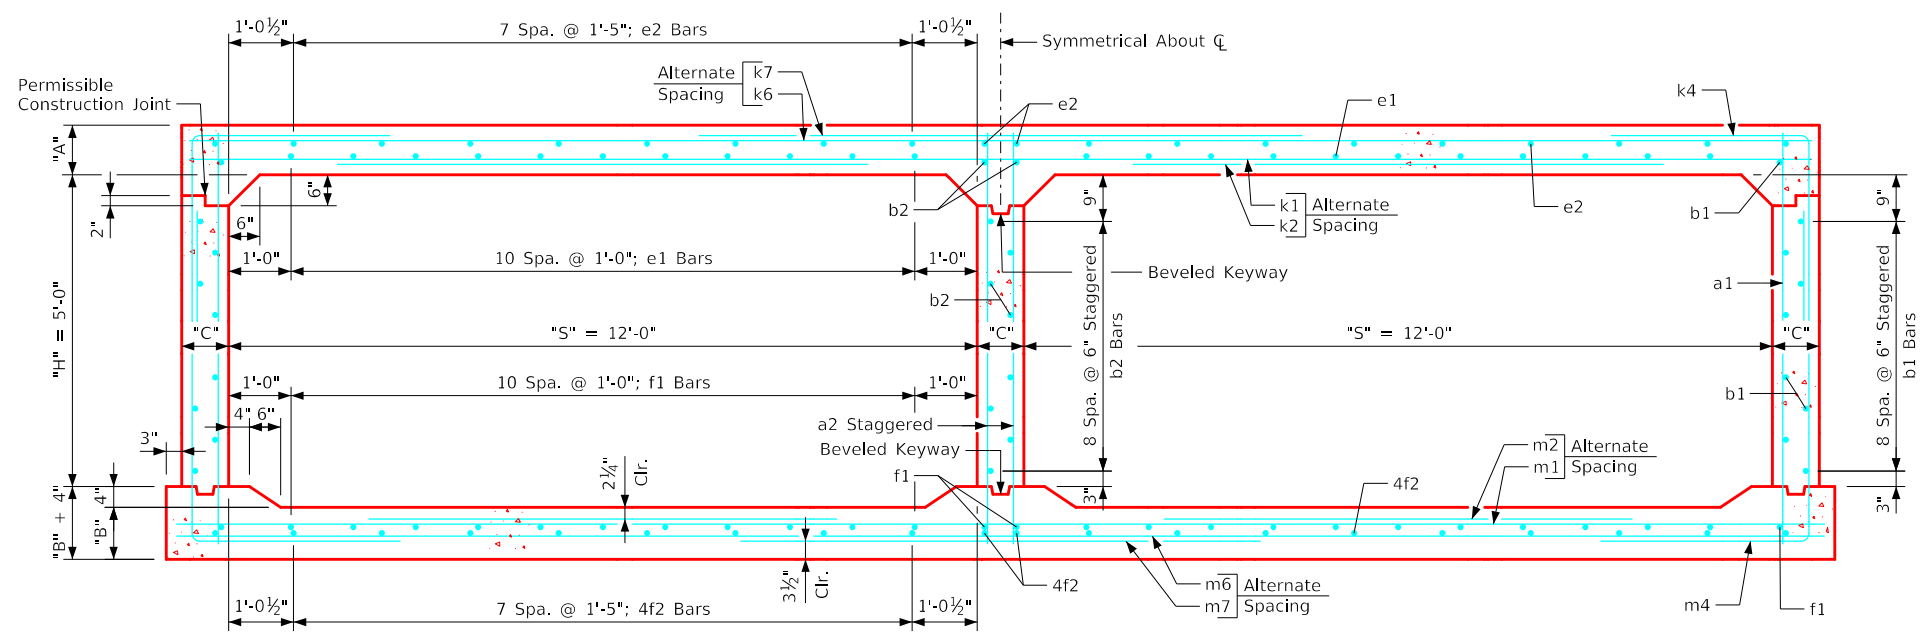 1'-0½"
7 Spa. @ 1'-5"; e2 Bars
1'-0½"
Symmetrical About ℄
Permissible
Construction Joint
Alternate
Spacing
k7
k6
e2
e1
k4
"A"
6"
9"
9"
2"
6"
b2
k1
k2
Alternate
Spacing
e2
b1
1'-0"
10 Spa. @ 1'-0"; e1 Bars
1'-0"
Beveled Keyway
b2
a1
"H" = 5'-0"
"C"
"S" = 12'-0"
"C"
8 Spa. @ 6" Staggered
b2 Bars
"S" = 12'-0"
"C"
8 Spa. @ 6" Staggered
b1 Bars
1'-0"
10 Spa. @ 1'-0"; f1 Bars
1'-0"
b1
4"
6"
a2 Staggered
3"
Beveled Keyway
m2
m1
Alternate
Spacing
2¼"
Clr.
f1
4f2
3"
3"
4"
"B" + 4"
"B"
3½"
Clr.
4f2
m6
m7
Alternate
Spacing
m4
f1
1'-0½"
7 Spa. @ 1'-5"; 4f2 Bars
1'-0½"